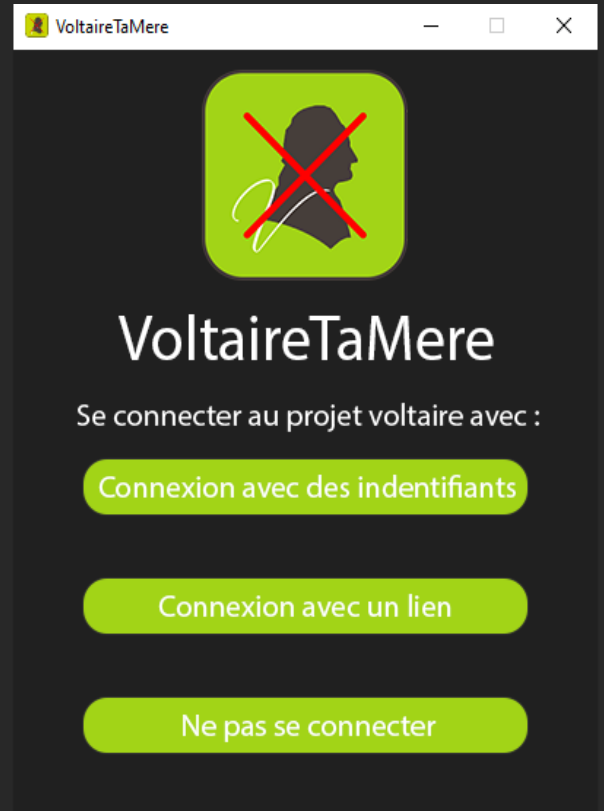 VoltaireTaMere
VoltaireTaMere
Se connecter au projet voltaire avec :
Connexion avec des indentifiants
Connexion avec un lien
Ne pas se connecter